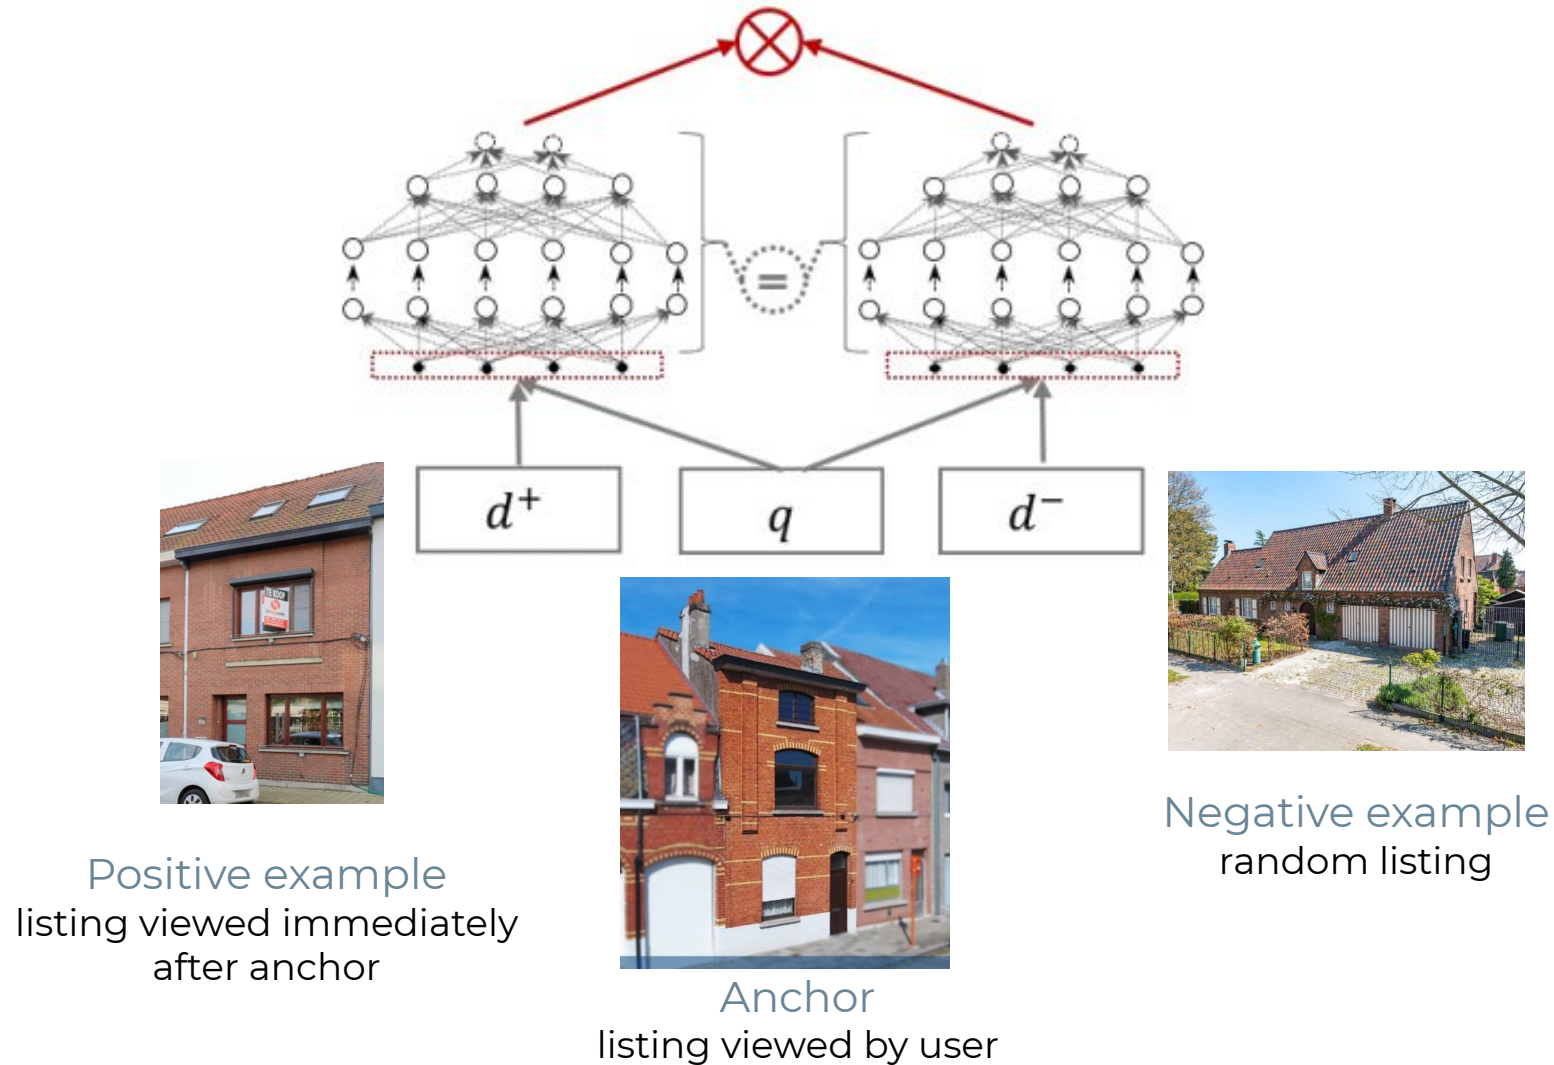 =
d⁺
q
d⁻
TE KOOP
Positive example
listing viewed immediately
after anchor
Anchor
listing viewed by user
Negative example
random listing